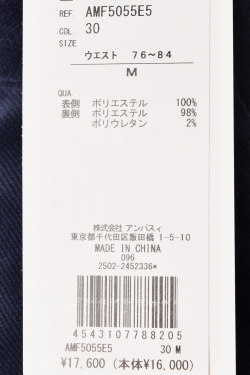 REF. AMF5055E5
COL. 30
SIZE
ウエスト 76~84
M
QUA.
表側 ポリエステル 100%
裏側 ポリエステル 98%
ポリウレタン 2%
株式会社 アンパスィ
東京都千代田区飯田橋 1-5-10
MADE IN CHINA
096
2502-2452336*
4543107788205
AMF5055E5 30 M
¥17,600 (本体¥16,000)